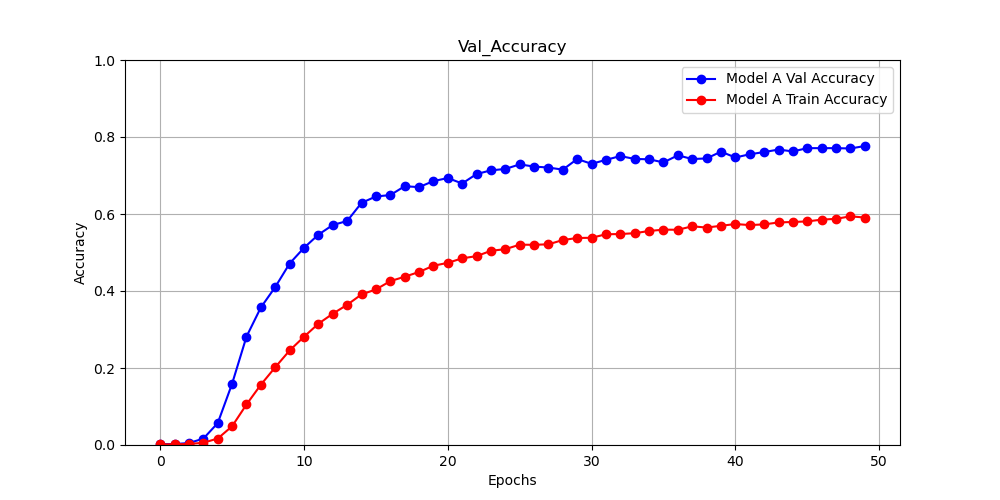 Val_Accuracy
1.0
0.8
0.6
0.4
0.2
0.0
Accuracy
Model A Val Accuracy
Model A Train Accuracy
0 10 20 30 40 50
Epochs